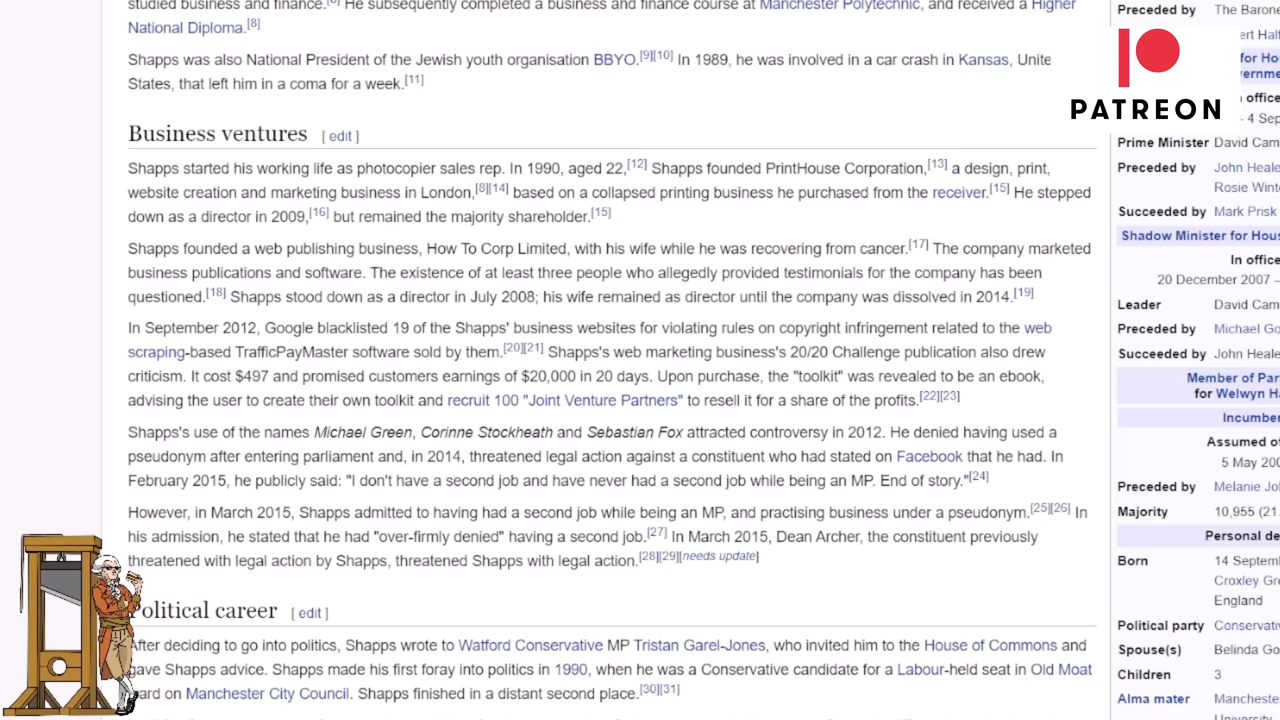 studied business and finance.[8] He subsequently completed a business and finance course at Manchester Polytechnic, and received a Higher
National Diploma.[8]
Shapps was also National President of the Jewish youth organisation BBYO.[9][10] In 1989, he was involved in a car crash in Kansas, Unite
States, that left him in a coma for a week.[11]
Business ventures [ edit ]
Shapps started his working life as photocopier sales rep. In 1990, aged 22,[12] Shapps founded PrintHouse Corporation,[13] a design, print,
website creation and marketing business in London,[8][14] based on a collapsed printing business he purchased from the receiver.[15] He stepped
down as a director in 2009,[16] but remained the majority shareholder.[15]
Shapps founded a web publishing business, How To Corp Limited, with his wife while he was recovering from cancer.[17] The company marketed
business publications and software. The existence of at least three people who allegedly provided testimonials for the company has been
questioned.[18] Shapps stood down as a director in July 2008; his wife remained as director until the company was dissolved in 2014.[19]
In September 2012, Google blacklisted 19 of the Shapps' business websites for violating rules on copyright infringement related to the web
scraping-based TrafficPayMaster software sold by them.[20][21] Shapps's web marketing business's 20/20 Challenge publication also drew
criticism. It cost $497 and promised customers earnings of $20,000 in 20 days. Upon purchase, the "toolkit" was revealed to be an ebook,
advising the user to create their own toolkit and recruit 100 "Joint Venture Partners" to resell it for a share of the profits.[22][23]
Shapps's use of the names Michael Green, Corinne Stockheath and Sebastian Fox attracted controversy in 2012. He denied having used a
pseudonym after entering parliament and, in 2014, threatened legal action against a constituent who had stated on Facebook that he had. In
February 2015, he publicly said: "I don't have a second job and have never had a second job while being an MP. End of story."[24]
However, in March 2015, Shapps admitted to having had a second job while being an MP, and practising business under a pseudonym.[25][26] In
his admission, he stated that he had "over-firmly denied" having a second job.[27] In March 2015, Dean Archer, the constituent previously
threatened with legal action by Shapps, threatened Shapps with legal action.[28][29][needs update]
Political career [ edit ]
After deciding to go into politics, Shapps wrote to Watford Conservative MP Tristan Garel-Jones, who invited him to the House of Commons and
gave Shapps advice. Shapps made his first foray into politics in 1990, when he was a Conservative candidate for a Labour-held seat in Old Moat
ard on Manchester City Council. Shapps finished in a distant second place.[30][31]
Preceded by The Barone
ert Half
for Ho
vernme
PATREON
office
- 4 Sep
Prime Minister David Cam
Preceded by John Heale
Rosie Wint
Succeeded by Mark Prisk
Shadow Minister for Hous
In office
20 December 2007 –
Leader David Cam
Preceded by Michael Go
Succeeded by John Heale
Member of Par
for Welwyn Ha
Incumber
Assumed of
5 May 200
Preceded by Melanie Jo
Majority 10,955 (21.
Personal de
Born 14 Septem
Croxley Gre
England
Political party Conservati
Spouse(s) Belinda Go
Children 3
Alma mater Manchester
University